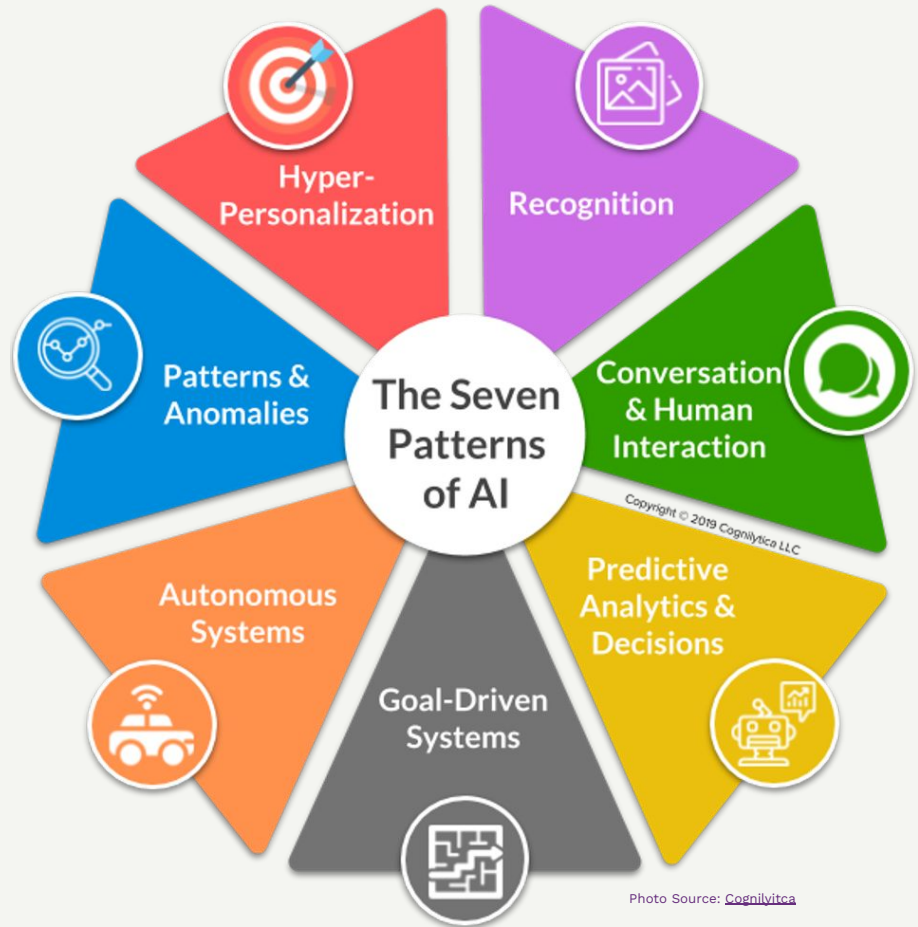 Hyper-
Personalization
Recognition
Patterns &
Anomalies
The Seven
Patterns
of AI
Conversation
& Human
Interaction
Copyright © 2019 Cognilytica LLC
Autonomous
Systems
Predictive
Analytics &
Decisions
Goal-Driven
Systems
Photo Source: Cognilyitca